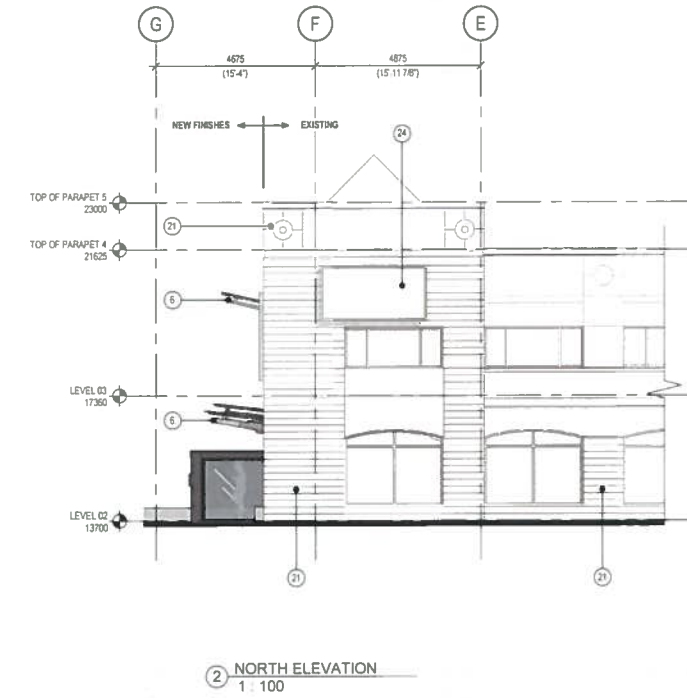 G F E
4675 4875
(15'-4") (15'-11 7/8")
NEW FINISHES EXISTING
24
TOP OF PARAPET 5
23000
21
TOP OF PARAPET 4
21625
6
LEVEL 03
17360
6
LEVEL 02
13700
21 21
2 NORTH ELEVATION
1 : 100